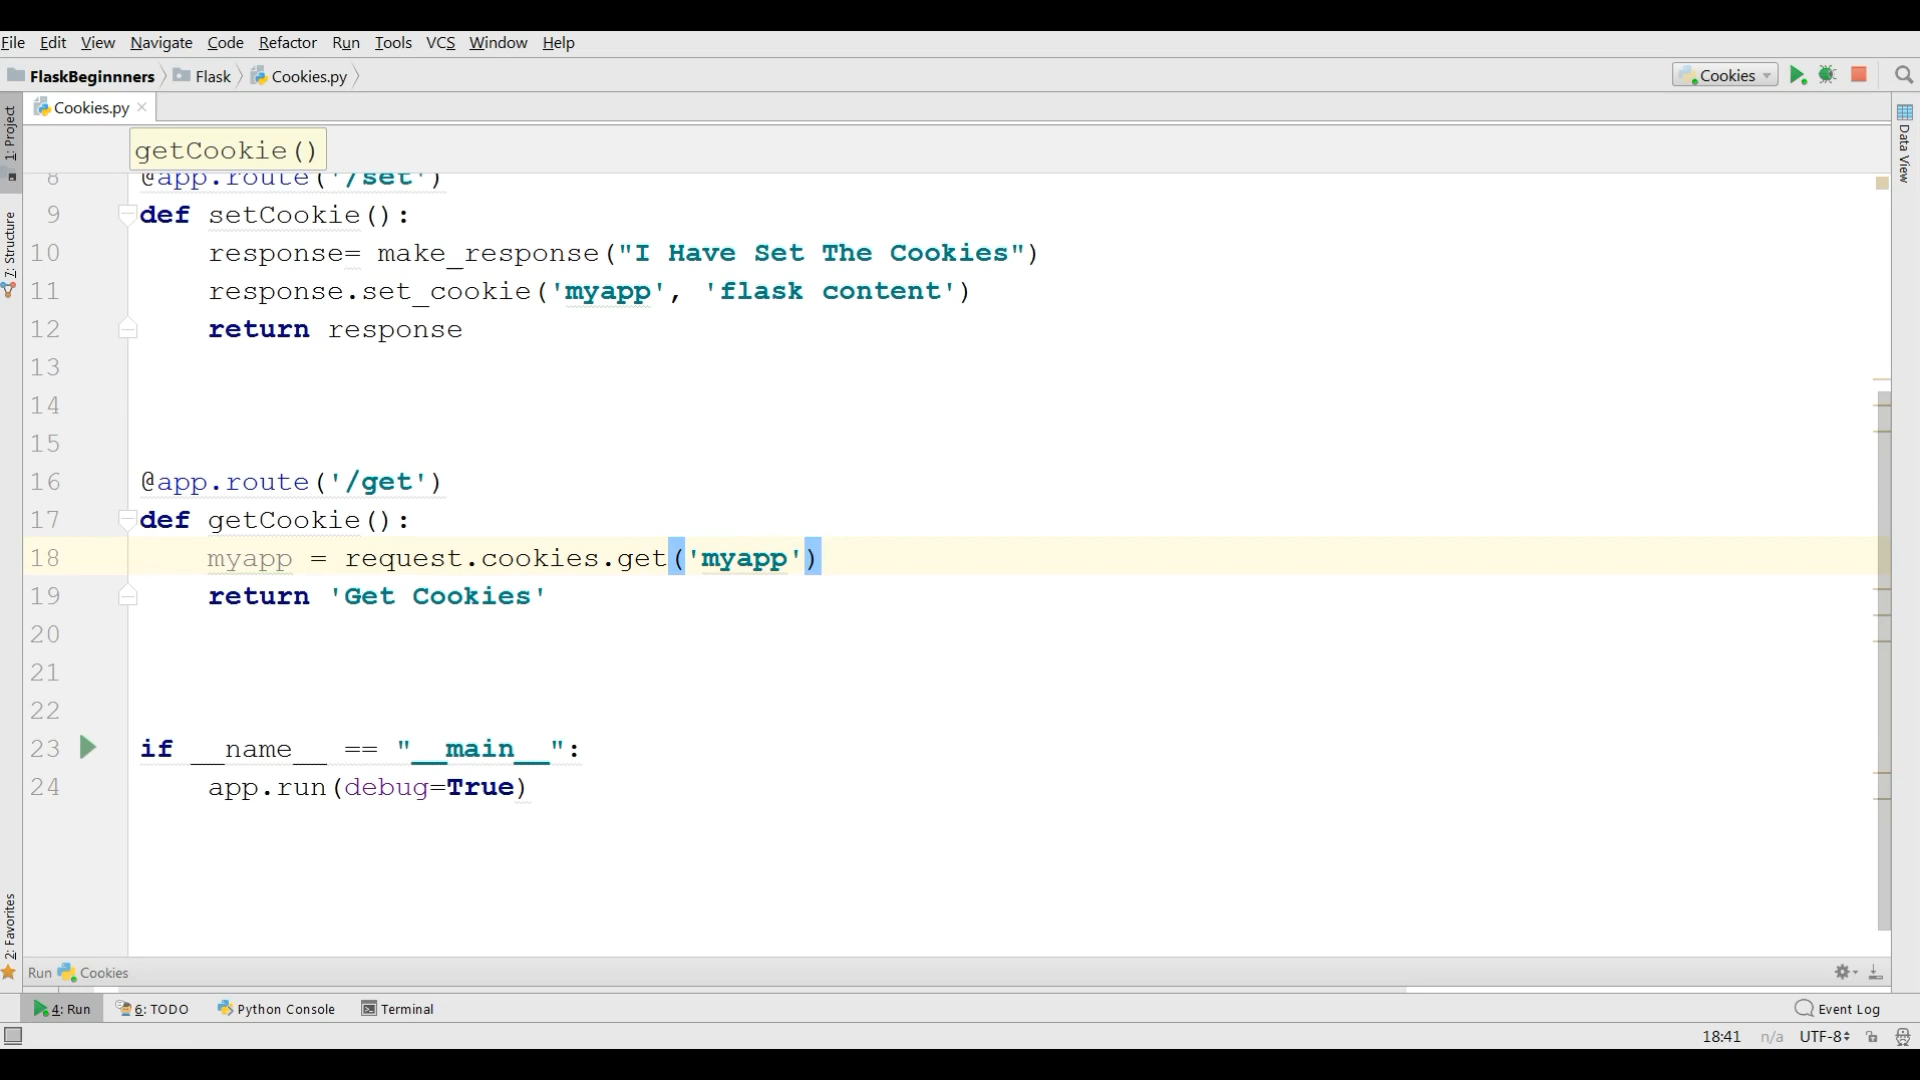 File Edit View Navigate Code Refactor Run Tools VCS Window Help
FlaskBeginnners Flask Cookies.py Cookies
Cookies.py
1: Project
7: Structure
2: Favorites
Data View
getCookie()
8 @app.route('/set')
9 def setCookie():
10 response= make_response("I Have Set The Cookies")
11 response.set_cookie('myapp', 'flask content')
12 return response
13
14
15
16 @app.route('/get')
17 def getCookie():
18 myapp = request.cookies.get('myapp')
19 return 'Get Cookies'
20
21
22
23 if __name__ == "__main__":
24 app.run(debug=True)
Run Cookies
4: Run 6: TODO Python Console Terminal Event Log
18:41 n/a UTF-8